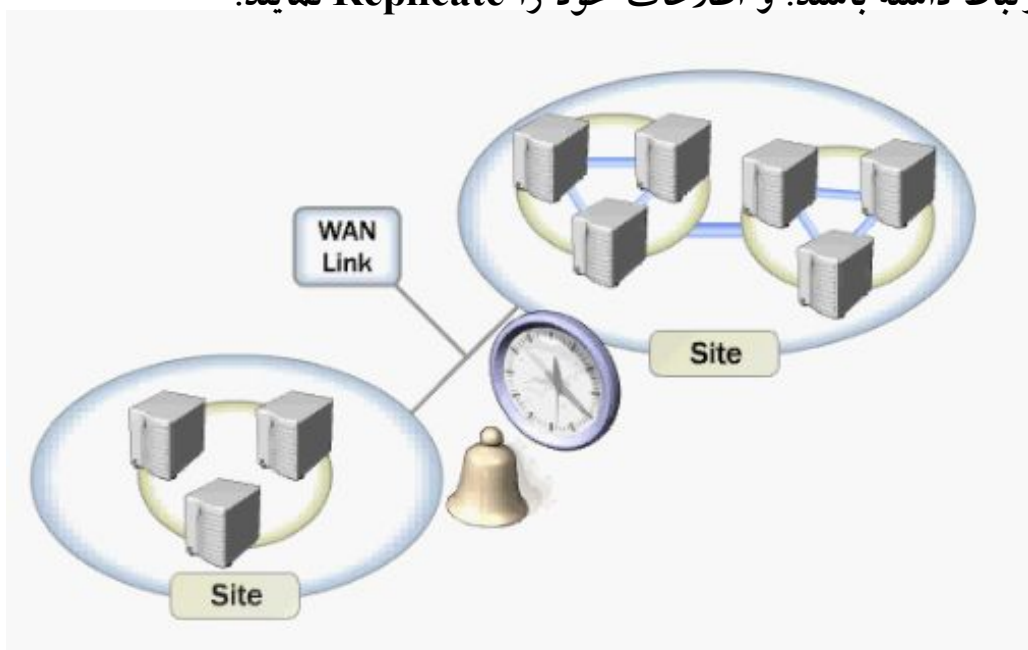 داشته باشند. و اطلاعات خود را Replicate نمایند.
WAN
Link
Site
Site